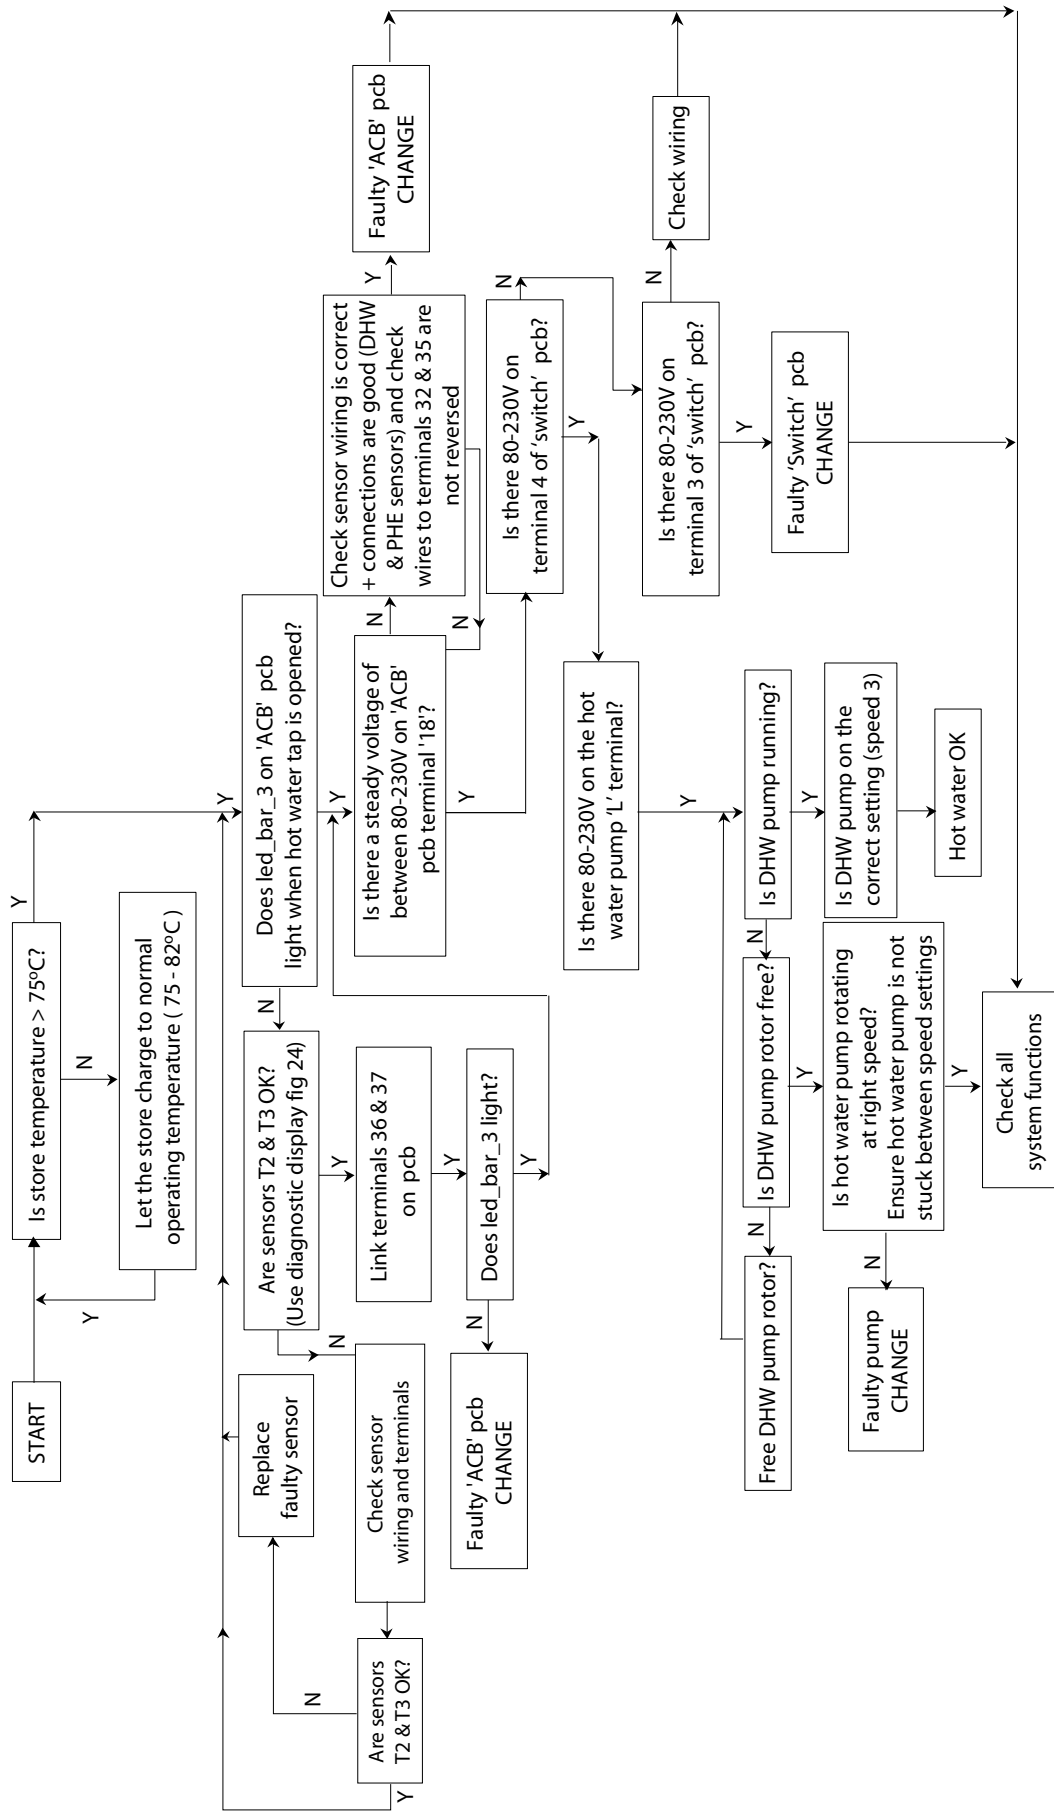 START
Is store temperature > 75ºC?
Y
N
Y
Let the store charge to normal
operating temperature ( 75 - 82ºC )
Does led_bar_3 on 'ACB' pcb
light when hot water tap is opened?
Y
N
Y
Are sensors T2 & T3 OK?
(Use diagnostic display fig 24)
N
Y
Replace
faulty sensor
Check sensor
wiring and terminals
Are sensors
T2 &T3 OK?
N
Y
Link terminals 36 & 37
on pcb
Y
Does led_bar_3 light?
N
Y
Faulty 'ACB' pcb
CHANGE
Is there a steady voltage of
between 80-230V on 'ACB'
pcb terminal '18'?
N
N
Y
Check sensor wiring is correct
+ connections are good (DHW
& PHE sensors) and check
wires to terminals 32 & 35 are
not reversed
Y
Faulty 'ACB' pcb
CHANGE
Is there 80-230V on
terminal 4 of ‘switch’ pcb?
N
Y
Is there 80-230V on
terminal 3 of ‘switch’ pcb?
N
Y
Check wiring
Faulty ‘Switch’ pcb
CHANGE
Is there 80-230V on the hot
water pump ‘L’ terminal?
Y
Is DHW pump running?
N
Y
Is DHW pump rotor free?
N
Y
Free DHW pump rotor?
Is DHW pump on the
correct setting (speed 3)
Hot water OK
Is hot water pump rotating
at right speed?
Ensure hot water pump is not
stuck between speed settings
N
Y
Faulty pump
CHANGE
Check all
system functions